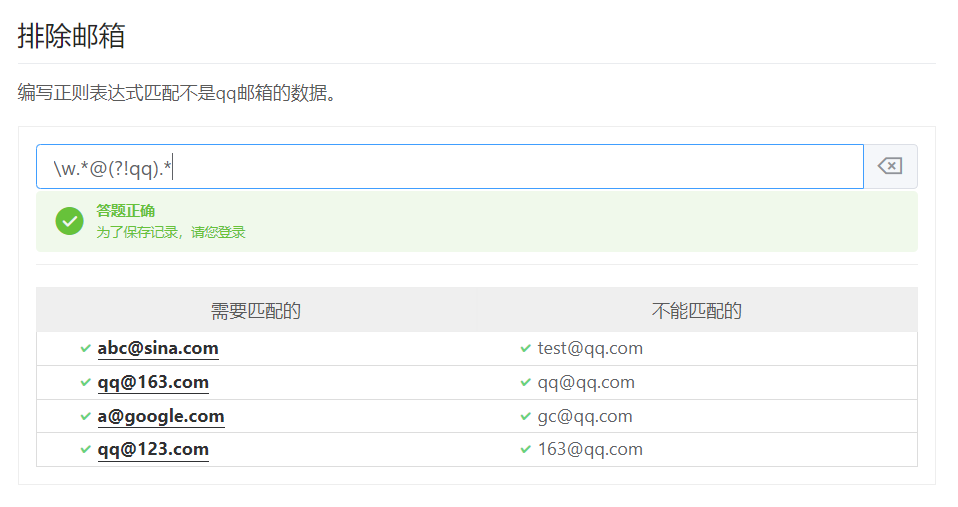 排除邮箱
编写正则表达式匹配不是qq邮箱的数据。
\w.*@(?!qq).*
答题正确
为了保存记录，请您登录
需要匹配的 不能匹配的
abc@sina.com test@qq.com
qq@163.com qq@qq.com
a@google.com gc@qq.com
qq@123.com 163@qq.com